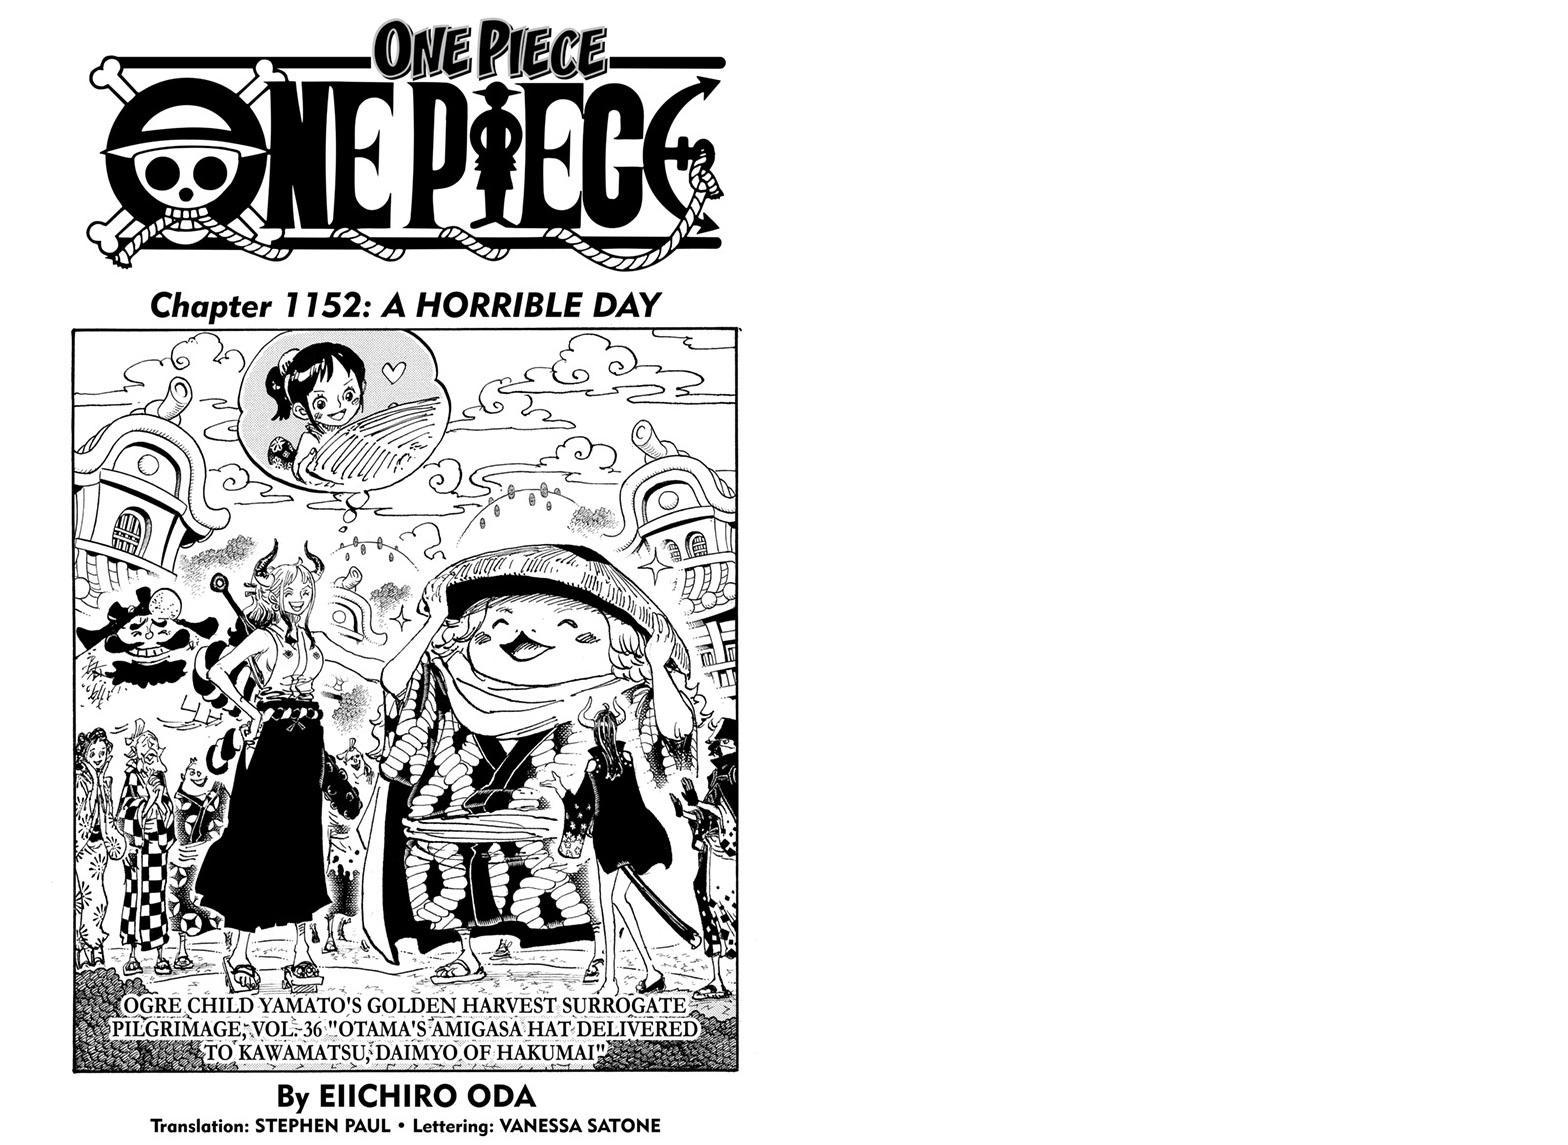 ONE PIECE
ONE PIECE
Chapter 1152: A HORRIBLE DAY
OGRE CHILD YAMATO'S GOLDEN HARVEST SURROGATE
PILGRIMAGE, VOL. 36 "OTAMA'S AMIGASA HAT DELIVERED
TO KAWAMATSU, DAIMYO OF HAKUMAI"
By EIICHIRO ODA
Translation: STEPHEN PAUL • Lettering: VANESSA SATONE